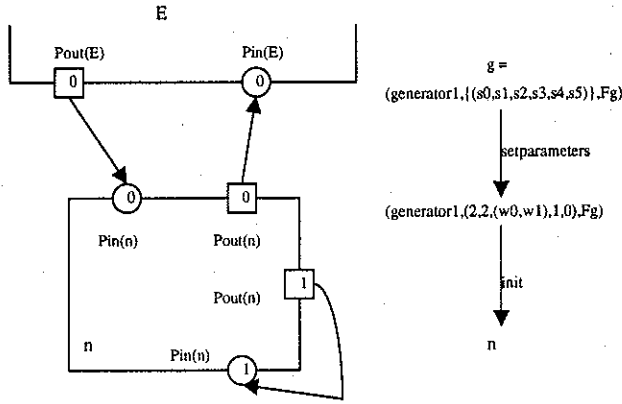 E
Pout(E)
Pin(E)
0
0
g =
(generator1,{(s0,s1,s2,s3,s4,s5)},Fg)
setparameters
0
0
(generator1,(2,2,(w0,w1),1,0),Fg)
Pin(n)
Pout(n)
1
Pout(n)
init
n
Pin(n)
1
n